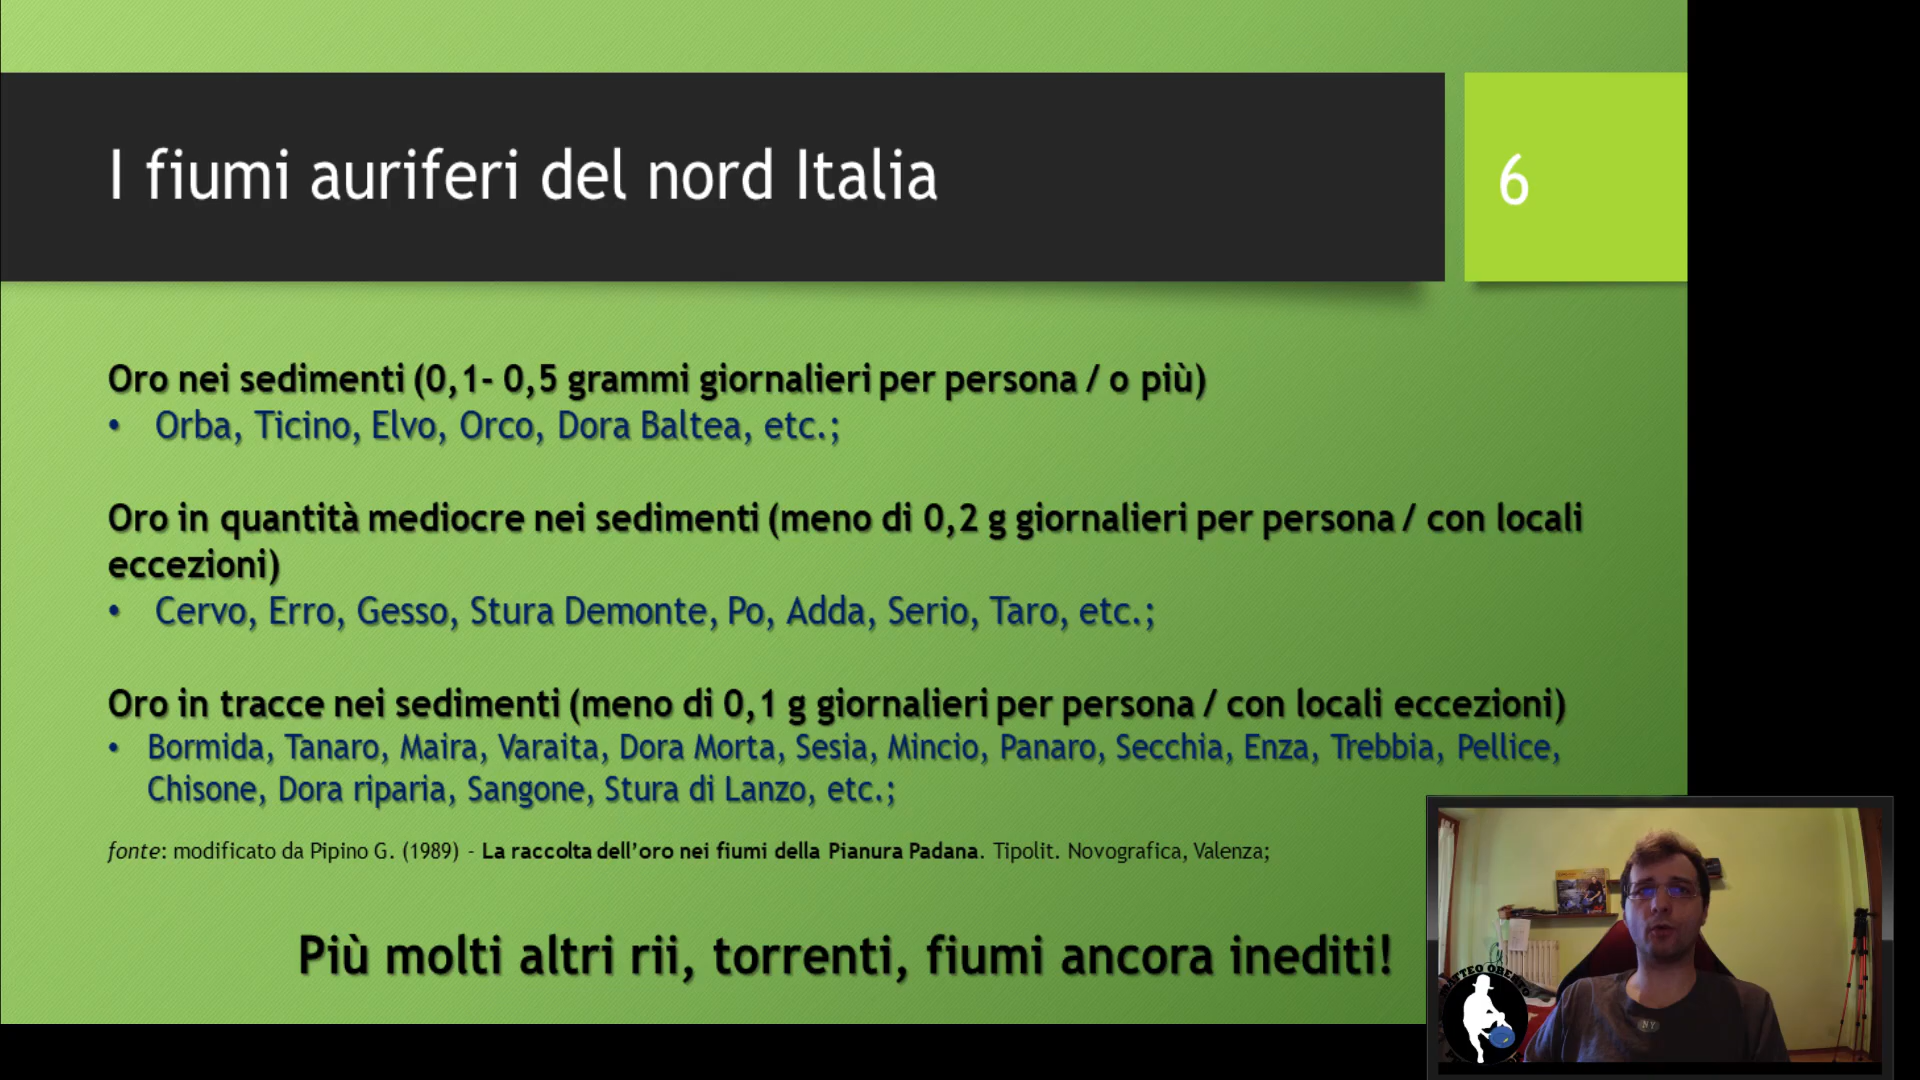 I fiumi auriferi del nord Italia
6
Oro nei sedimenti (0,1- 0,5 grammi giornalieri per persona / o più)
• Orba, Ticino, Elvo, Orco, Dora Baltea, etc.;
Oro in quantità mediocre nei sedimenti (meno di 0,2 g giornalieri per persona / con locali
eccezioni)
• Cervo, Erro, Gesso, Stura Demonte, Po, Adda, Serio, Taro, etc.;
Oro in tracce nei sedimenti (meno di 0,1 g giornalieri per persona / con locali eccezioni)
• Bormida, Tanaro, Maira, Varaita, Dora Morta, Sesia, Mincio, Panaro, Secchia, Enza, Trebbia, Pellice,
Chisone, Dora riparia, Sangone, Stura di Lanzo, etc.;
fonte: modificato da Pipino G. (1989) - La raccolta dell’oro nei fiumi della Pianura Padana. Tipolit. Novografica, Valenza;
Più molti altri rii, torrenti, fiumi ancora inediti!
NY